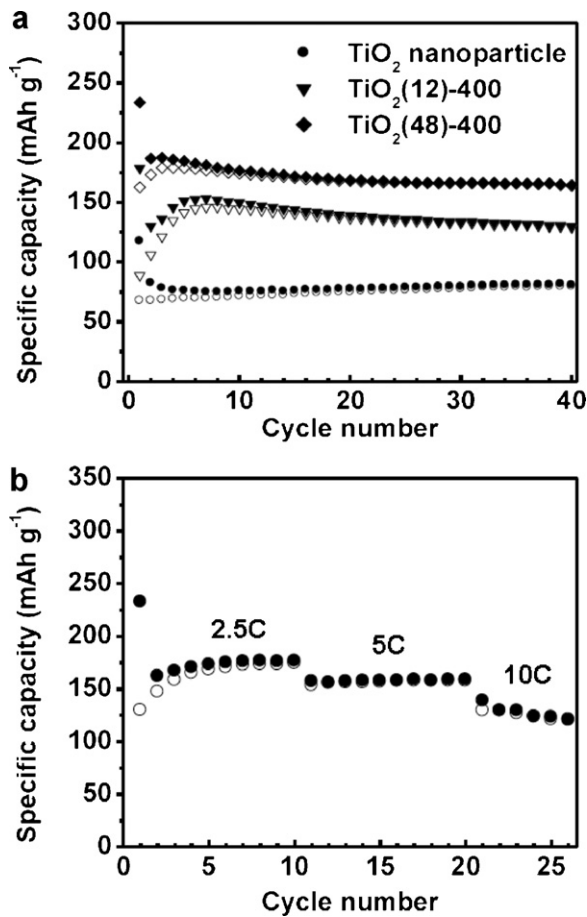 a
300
250
200
150
100
50
0
Specific capacity (mAh g⁻¹)
TiO₂ nanoparticle
TiO₂(12)-400
TiO₂(48)-400
0 10 20 30 40
Cycle number
b
350
300
250
200
150
100
50
0
Specific capacity (mAh g⁻¹)
2.5C
5C
10C
0 5 10 15 20 25
Cycle number